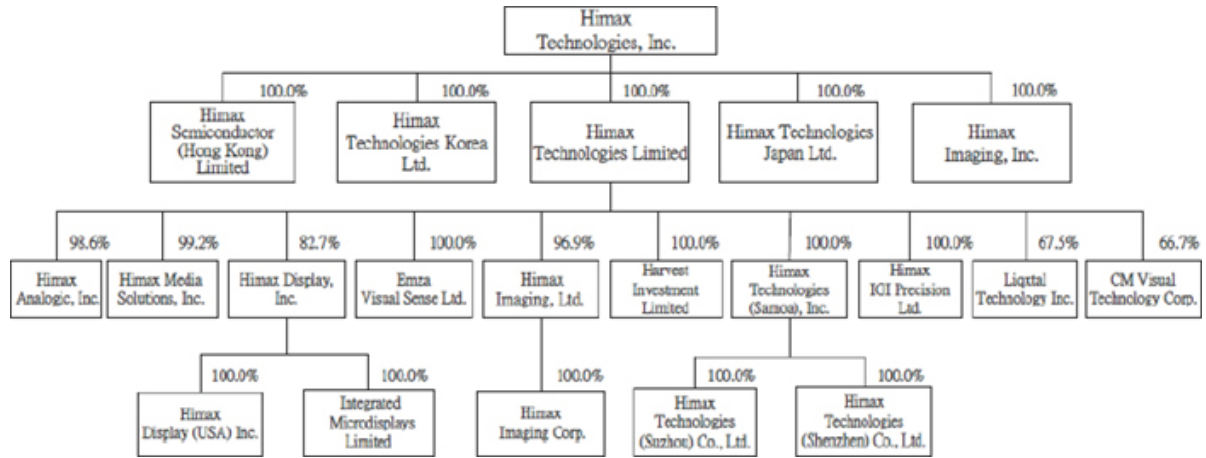 Himax
Technologies, Inc.
100.0%
100.0%
100.0%
100.0%
100.0%
Himax
Semiconductor
(Hong Kong)
Limited
Himax
Technologies Korea
Ltd.
Himax
Technologies Limited
Himax Technologies
Japan Ltd.
Himax
Imaging, Inc.
98.6%
99.2%
82.7%
100.0%
96.9%
100.0%
100.0%
100.0%
67.5%
66.7%
Himax
Analogic, Inc.
Himax Media
Solutions, Inc.
Himax Display,
Inc.
Emza
Visual Sense Ltd.
Himax
Imaging, Ltd.
Harvest
Investment
Limited
Himax
Technologies
(Samoa), Inc.
Himax
IGI Precision
Ltd.
Liqxtal
Technology Inc.
CM Visual
Technology Corp.
100.0%
100.0%
100.0%
100.0%
100.0%
Himax
Display (USA) Inc.
Integrated
Microdisplays
Limited
Himax
Imaging Corp.
Himax
Technologies
(Suzhou) Co., Ltd.
Himax
Technologies
(Shenzhen) Co., Ltd.